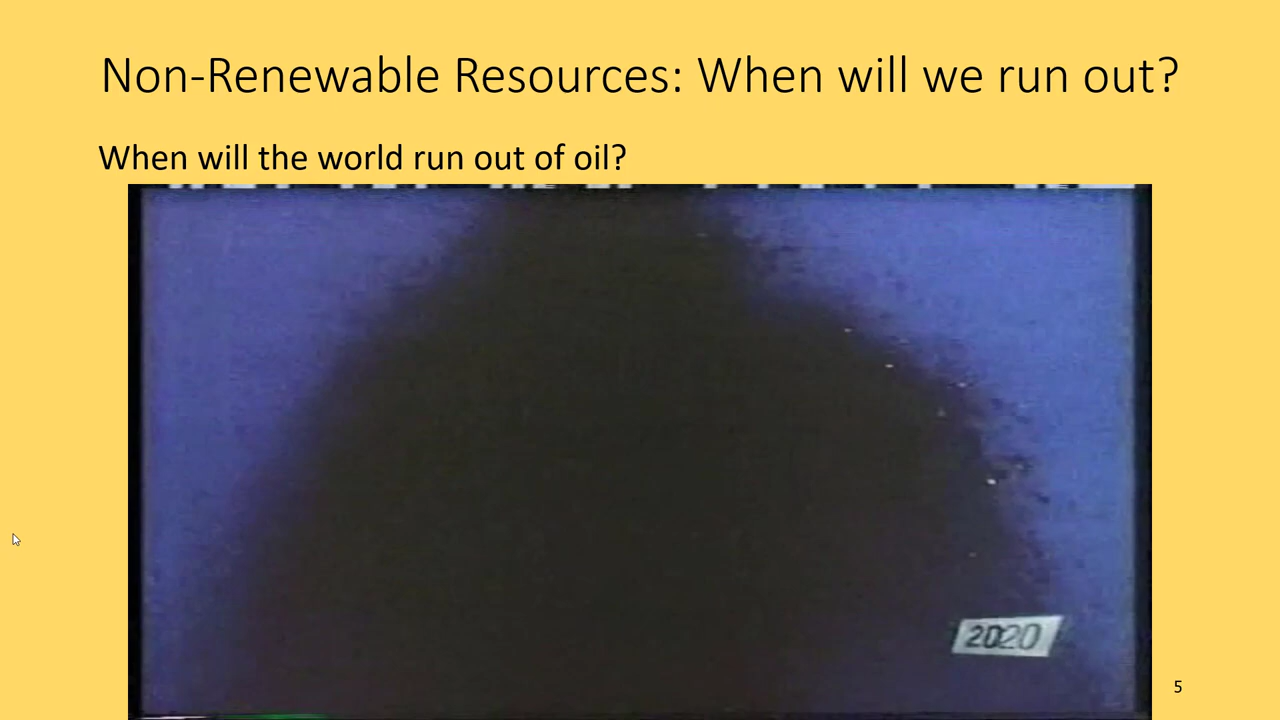 Non-Renewable Resources: When will we run out?
When will the world run out of oil?
2020
5